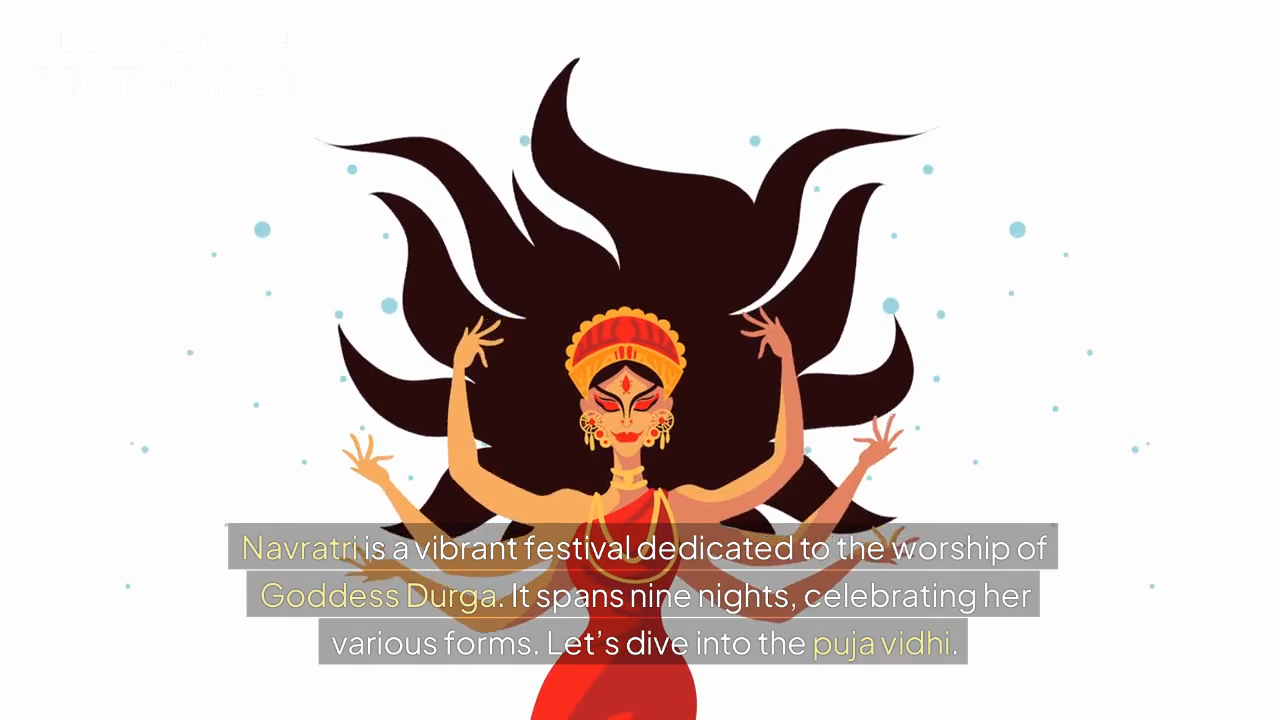 Navratri is a vibrant festival dedicated to the worship of
Goddess Durga. It spans nine nights, celebrating her
various forms. Let’s dive into the puja vidhi.